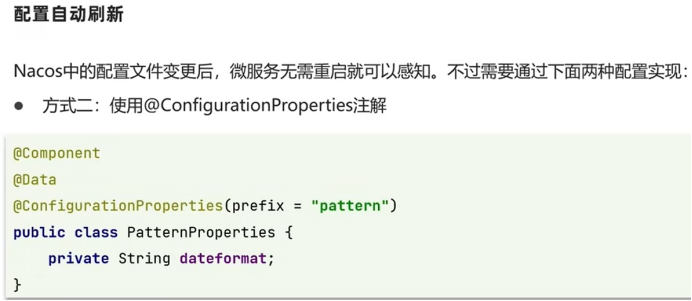 配置自动刷新
Nacos中的配置文件变更后，微服务无需重启就可以感知。不过需要通过下面两种配置实现：
● 方式二：使用@ConfigurationProperties注解
@Component
@Data
@ConfigurationProperties(prefix = "pattern")
public class PatternProperties {
    private String dateformat;
}